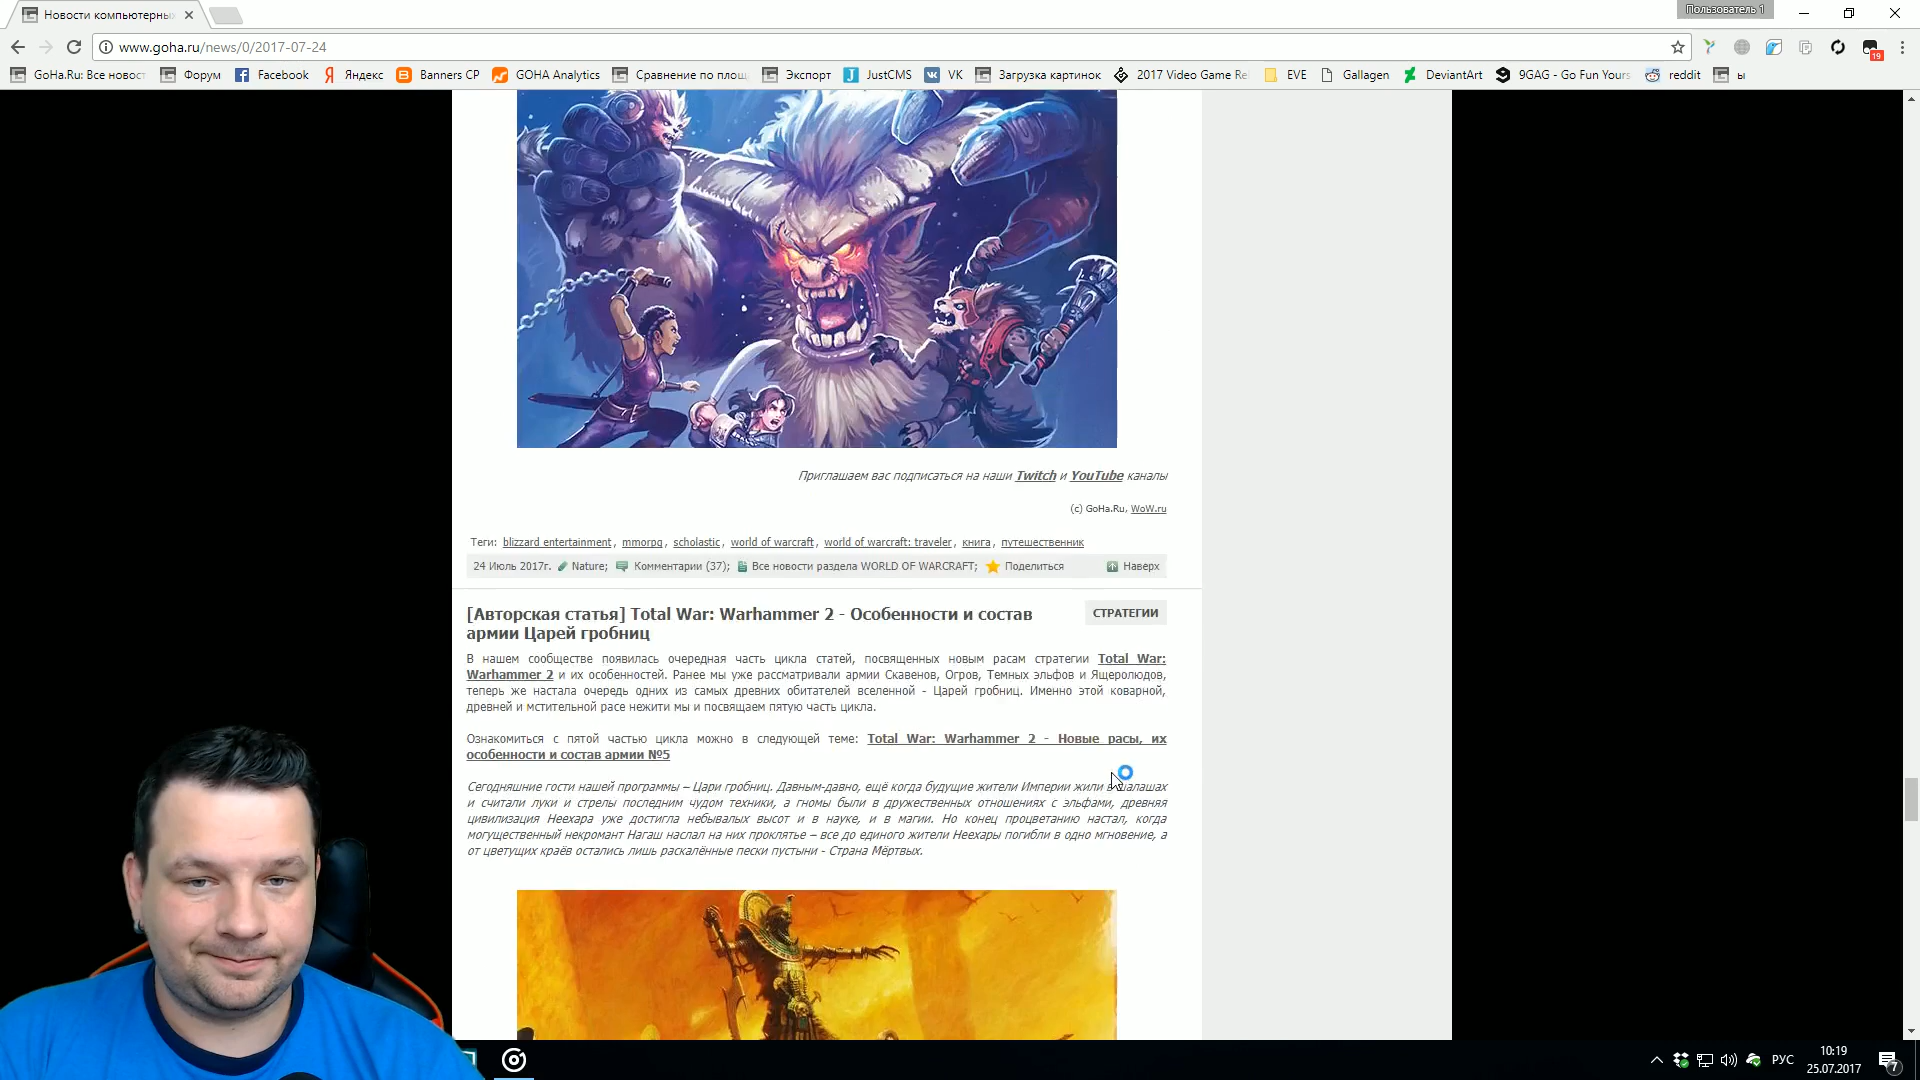 Новости компьютерны
Пользователь 1
www.goha.ru/news/0/2017-07-24
19
GoHa.Ru: Все новост
Форум
Facebook
Яндекс
Banners CP
GOHA Analytics
Сравнение по площ
Экспорт
JustCMS
VK
Загрузка картинок
2017 Video Game Rel
EVE
Gallagen
DeviantArt
9GAG - Go Fun Yours
reddit
ы
Приглашаем вас подписаться на наши Twitch и YouTube каналы
(c) GoHa.Ru, WoW.ru
Теги: blizzard entertainment, mmorpg, scholastic, world of warcraft, world of warcraft: traveler, книга, путешественник
24 Июль 2017г. Nature; Комментарии (37); Все новости раздела WORLD OF WARCRAFT; Поделиться Наверх
[Авторская статья] Total War: Warhammer 2 - Особенности и состав
армии Царей гробниц
СТРАТЕГИИ
В нашем сообществе появилась очередная часть цикла статей, посвященных новым расам стратегии Total War:
Warhammer 2 и их особенностей. Ранее мы уже рассматривали армии Скавенов, Огров, Темных эльфов и Ящеролюдов,
теперь же настала очередь одних из самых древних обитателей вселенной - Царей гробниц. Именно этой коварной,
древней и мстительной расе нежити мы и посвящаем пятую часть цикла.
Ознакомиться с пятой частью цикла можно в следующей теме: Total War: Warhammer 2 - Новые расы, их
особенности и состав армии №5
Сегодняшние гости нашей программы – Цари гробниц. Давным-давно, ещё когда будущие жители Империи жили в шалашах
и считали луки и стрелы последним чудом техники, а гномы были в дружественных отношениях с эльфами, древняя
цивилизация Неехара уже достигла небывалых высот и в науке, и в магии. Но конец процветанию настал, когда
могущественный некромант Нагаш наслал на них проклятье – все до единого жители Неехары погибли в одно мгновение, а
от цветущих краёв остались лишь раскалённые пески пустыни - Страна Мёртвых.
РУС
10:19
25.07.2017
7